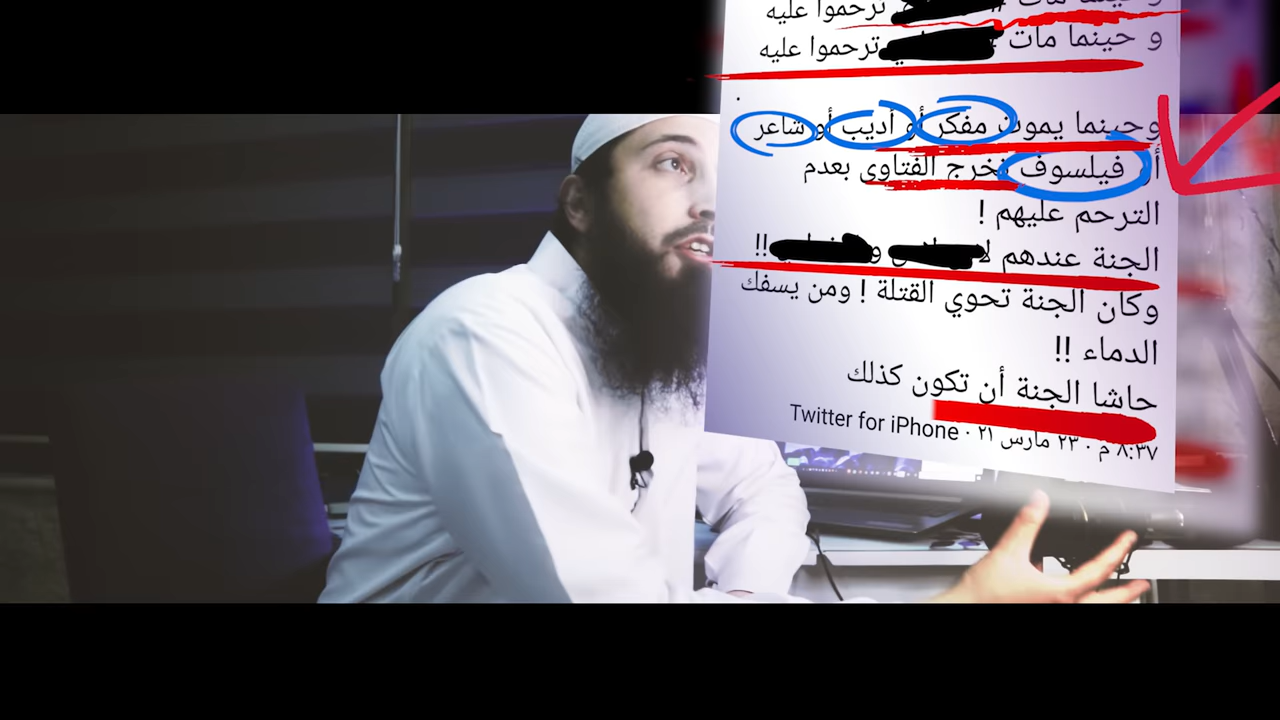 و حينما مات ترحموا عليه
و حينما مات ترحموا عليه
.
وحينما يموت مفكر أو أديب أو شاعر
أو فيلسوف تخرج الفتاوى بعدم
الترحم عليهم !
الجنة عندهم و !!
وكان الجنة تحوي القتلة ! ومن يسفك
الدماء !!
حاشا الجنة أن تكون كذلك
٨:٣٧ م · ٢٣ مارس ٢١ · Twitter for iPhone